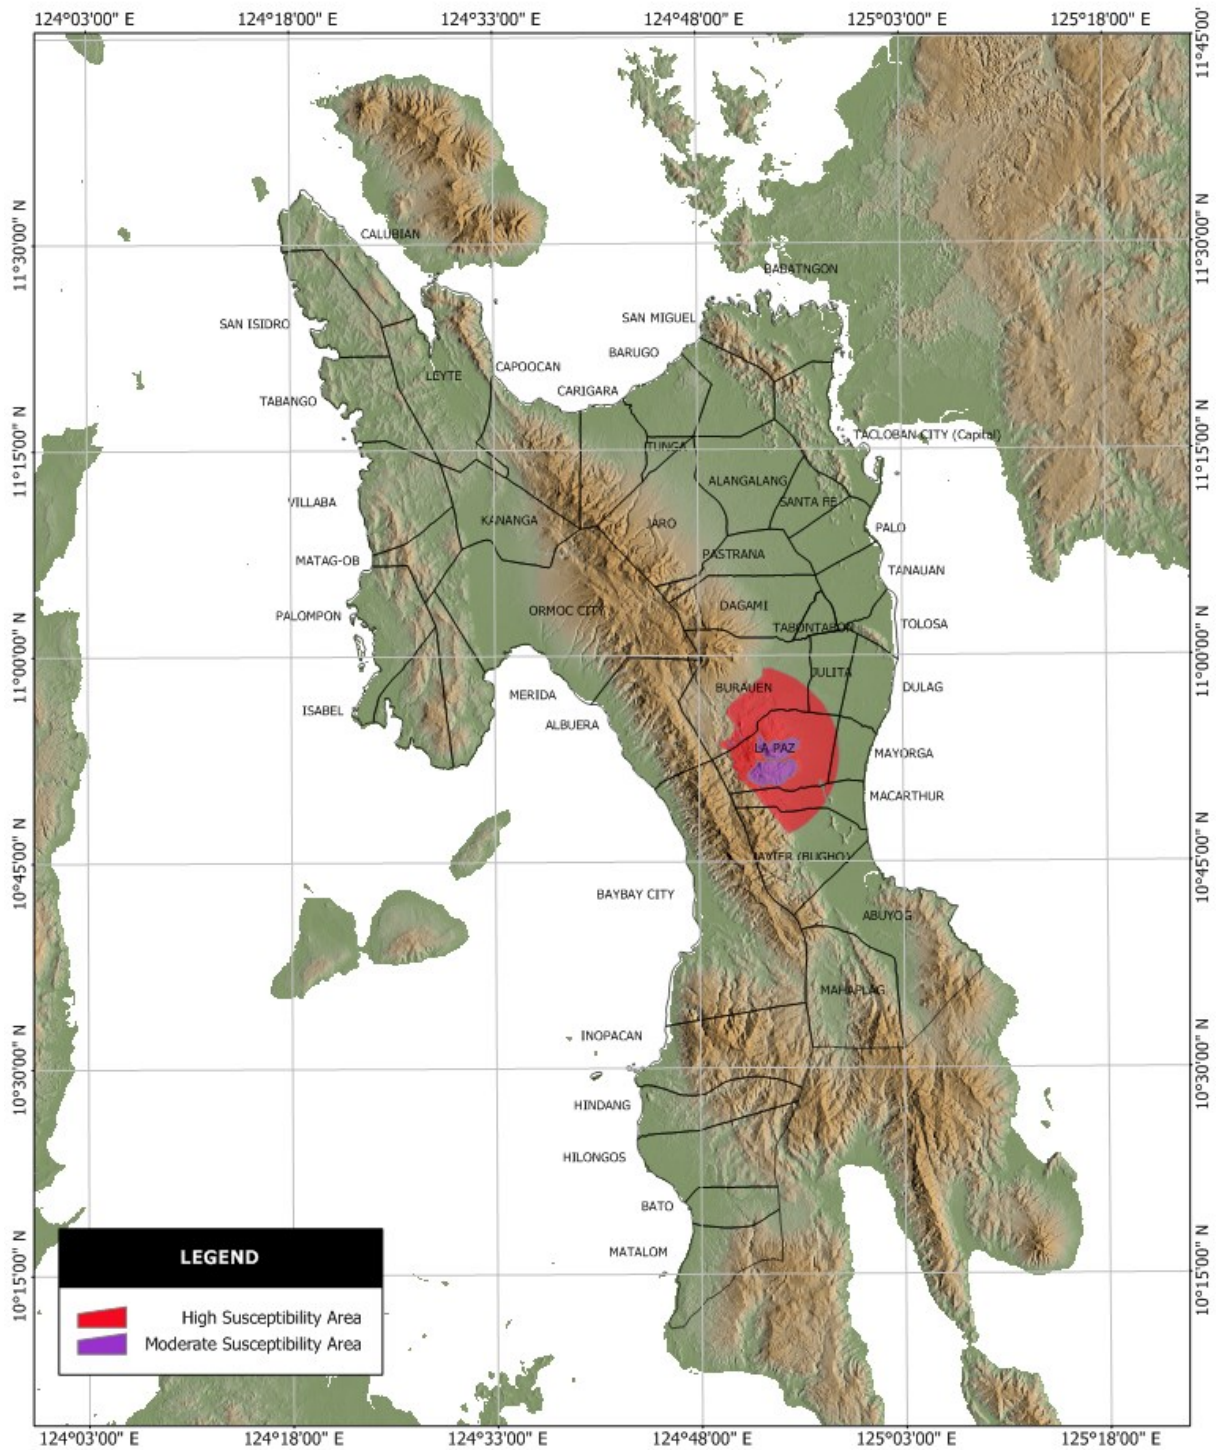 124°03'00" E 124°18'00" E 124°33'00" E 124°48'00" E 125°03'00" E 125°18'00" E
11°45'00'
11°30'00" N
11°30'00" N
CALUBIAN
BABATNGON
SAN MIGUEL
SAN ISIDRO
BARUGO
CAPOOCAN
LEYTE
CARIGARA
TABANGO
TACLOBAN CITY (Capital)
TUNGA
11°15'00" N
11°15'00" N
ALANGALANG
VILLABA
SANTA FE
KANANGA
JARO
PALO
PASTRANA
MATAG-OB
TANAUAN
DAGAMI
ORMOC CITY
PALOMPON
TOLOSA
TABONTABON
11°00'00" N
11°00'00" N
JULITA
BURAUEN
DULAG
MERIDA
ISABEL
ALBUERA
LA PAZ
MAYORGA
MACARTHUR
JAVIER (BUGHO)
10°45'00" N
10°45'00" N
BAYBAY CITY
ABUYOG
MAHAPLAG
INOPACAN
10°30'00" N
10°30'00" N
HINDANG
HILONGOS
BATO
MATALOM
10°15'00" N
10°15'00" N
LEGEND
High Susceptibility Area
Moderate Susceptibility Area
124°03'00" E 124°18'00" E 124°33'00" E 124°48'00" E 125°03'00" E 125°18'00" E